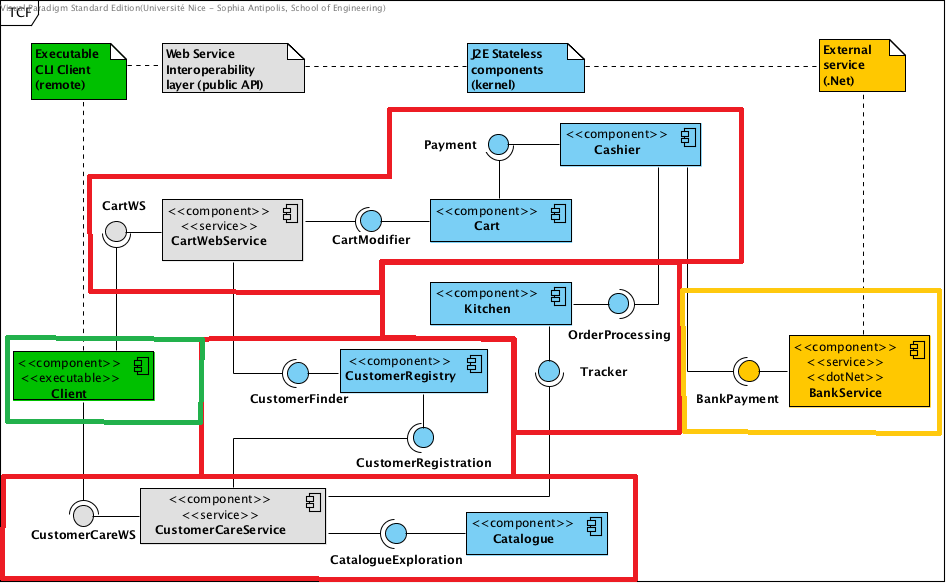 Visual Paradigm Standard Edition(Université Nice - Sophia Antipolis, School of Engineering)
TCF
Executable
CLI Client
(remote)
Web Service
Interoperability
layer (public API)
J2E Stateless
components
(kernel)
External
service
(.Net)
Payment
<<component>>
Cashier
CartWS
<<component>>
<<service>>
CartWebService
CartModifier
<<component>>
Cart
<<component>>
Kitchen
OrderProcessing
<<component>>
<<executable>>
Client
CustomerFinder
<<component>>
CustomerRegistry
Tracker
BankPayment
<<component>>
<<service>>
<<dotNet>>
BankService
CustomerRegistration
CustomerCareWS
<<component>>
<<service>>
CustomerCareService
CatalogueExploration
<<component>>
Catalogue